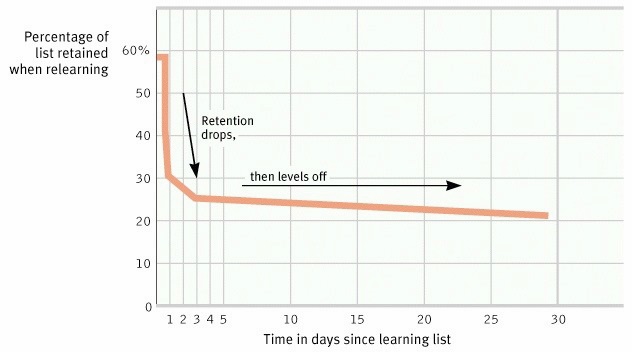 Percentage of
list retained
when relearning
60%
50
40
30
20
10
0
Retention
drops,
then levels off
1 2 3 4 5 10 15 20 25 30
Time in days since learning list